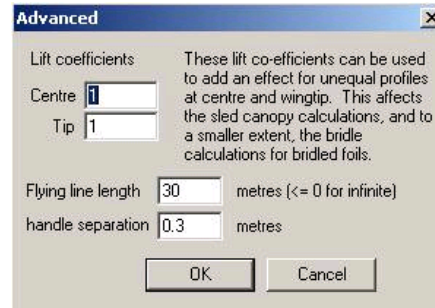 Advanced
Lift coefficients
Centre 1
Tip 1
These lift co-efficients can be used
to add an effect for unequal profiles
at centre and wingtip. This affects
the sled canopy calculations, and to
a smaller extent, the bridle
calculations for bridled foils.
Flying line length 30 metres (<= 0 for infinite)
handle separation 0.3 metres
OK Cancel